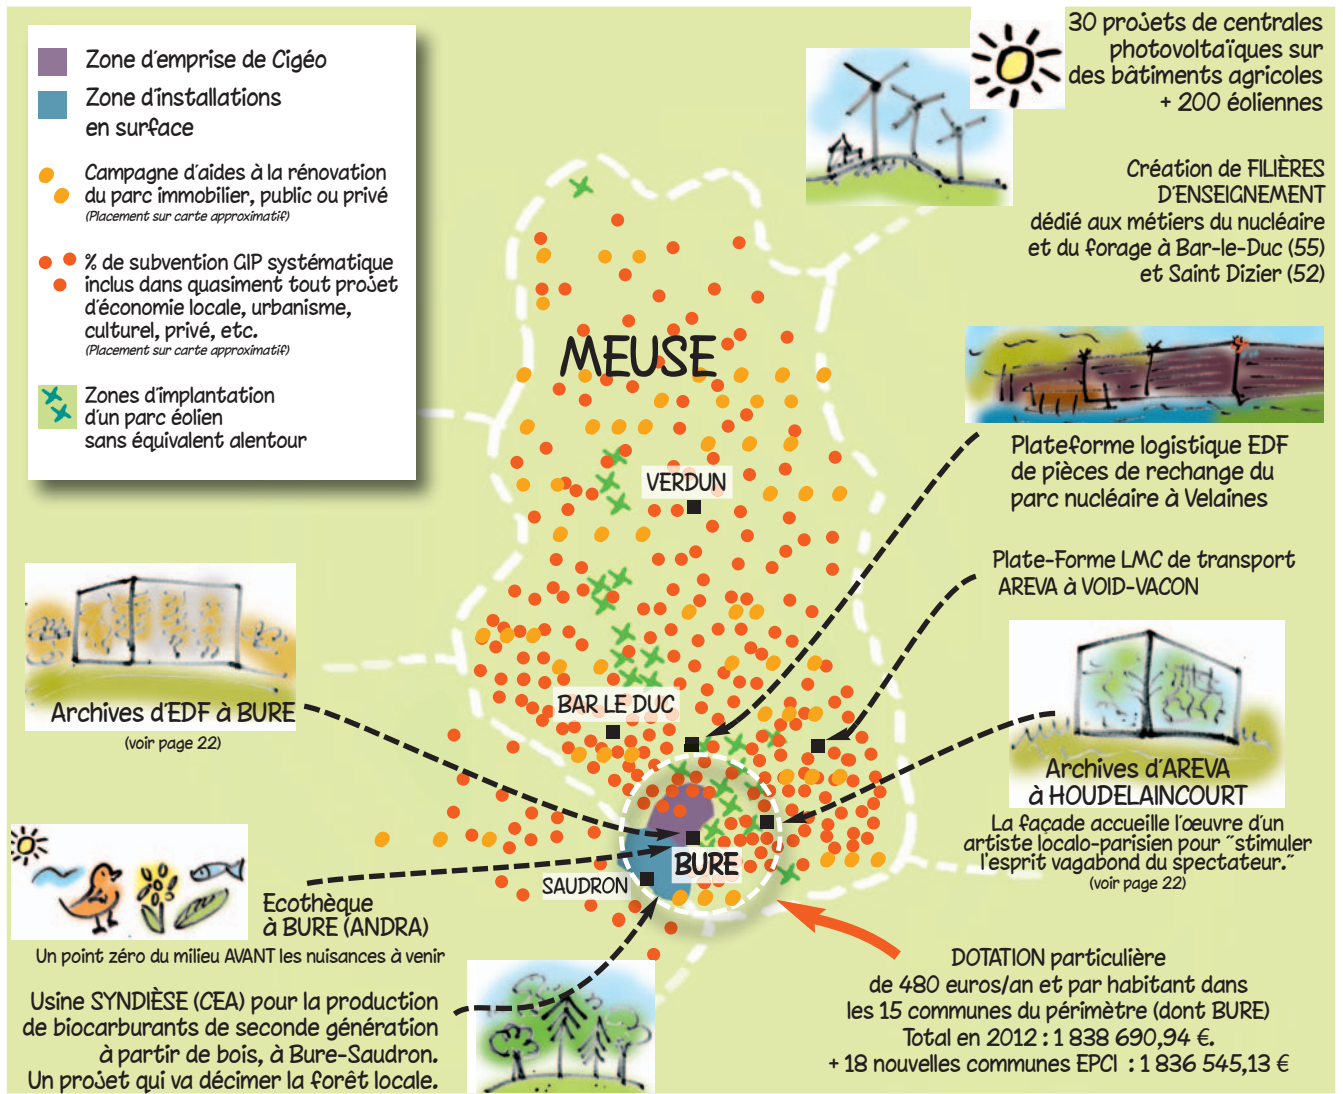 Zone d'emprise de Cigéo
Zone d'installations
en surface
Campagne d'aides à la rénovation
du parc immobilier, public ou privé
(Placement sur carte approximatif)
% de subvention GIP systématique
inclus dans quasiment tout projet
d'économie locale, urbanisme,
culturel, privé, etc.
(Placement sur carte approximatif)
Zones d'implantation
d'un parc éolien
sans équivalent alentour
30 projets de centrales
photovoltaïques sur
des bâtiments agricoles
+ 200 éoliennes
Création de FILIÈRES
D'ENSEIGNEMENT
dédié aux métiers du nucléaire
et du forage à Bar-le-Duc (55)
et Saint Dizier (52)
MEUSE
VERDUN
BAR LE DUC
BURE
SAUDRON
Plateforme logistique EDF
de pièces de rechange du
parc nucléaire à Velaines
Plate-Forme LMC de transport
AREVA à VOID-VACON
Archives d'EDF à BURE
(voir page 22)
Archives d'AREVA
à HOUDELAINCOURT
La façade accueille l'œuvre d'un
artiste localo-parisien pour "stimuler
l'esprit vagabond du spectateur."
(voir page 22)
Ecothèque
à BURE (ANDRA)
Un point zéro du milieu AVANT les nuisances à venir
Usine SYNDIÈSE (CEA) pour la production
de biocarburants de seconde génération
à partir de bois, à Bure-Saudron.
Un projet qui va décimer la forêt locale.
DOTATION particulière
de 480 euros/an et par habitant dans
les 15 communes du périmètre (dont BURE)
Total en 2012 : 1 838 690,94 €.
+ 18 nouvelles communes EPCI : 1 836 545,13 €